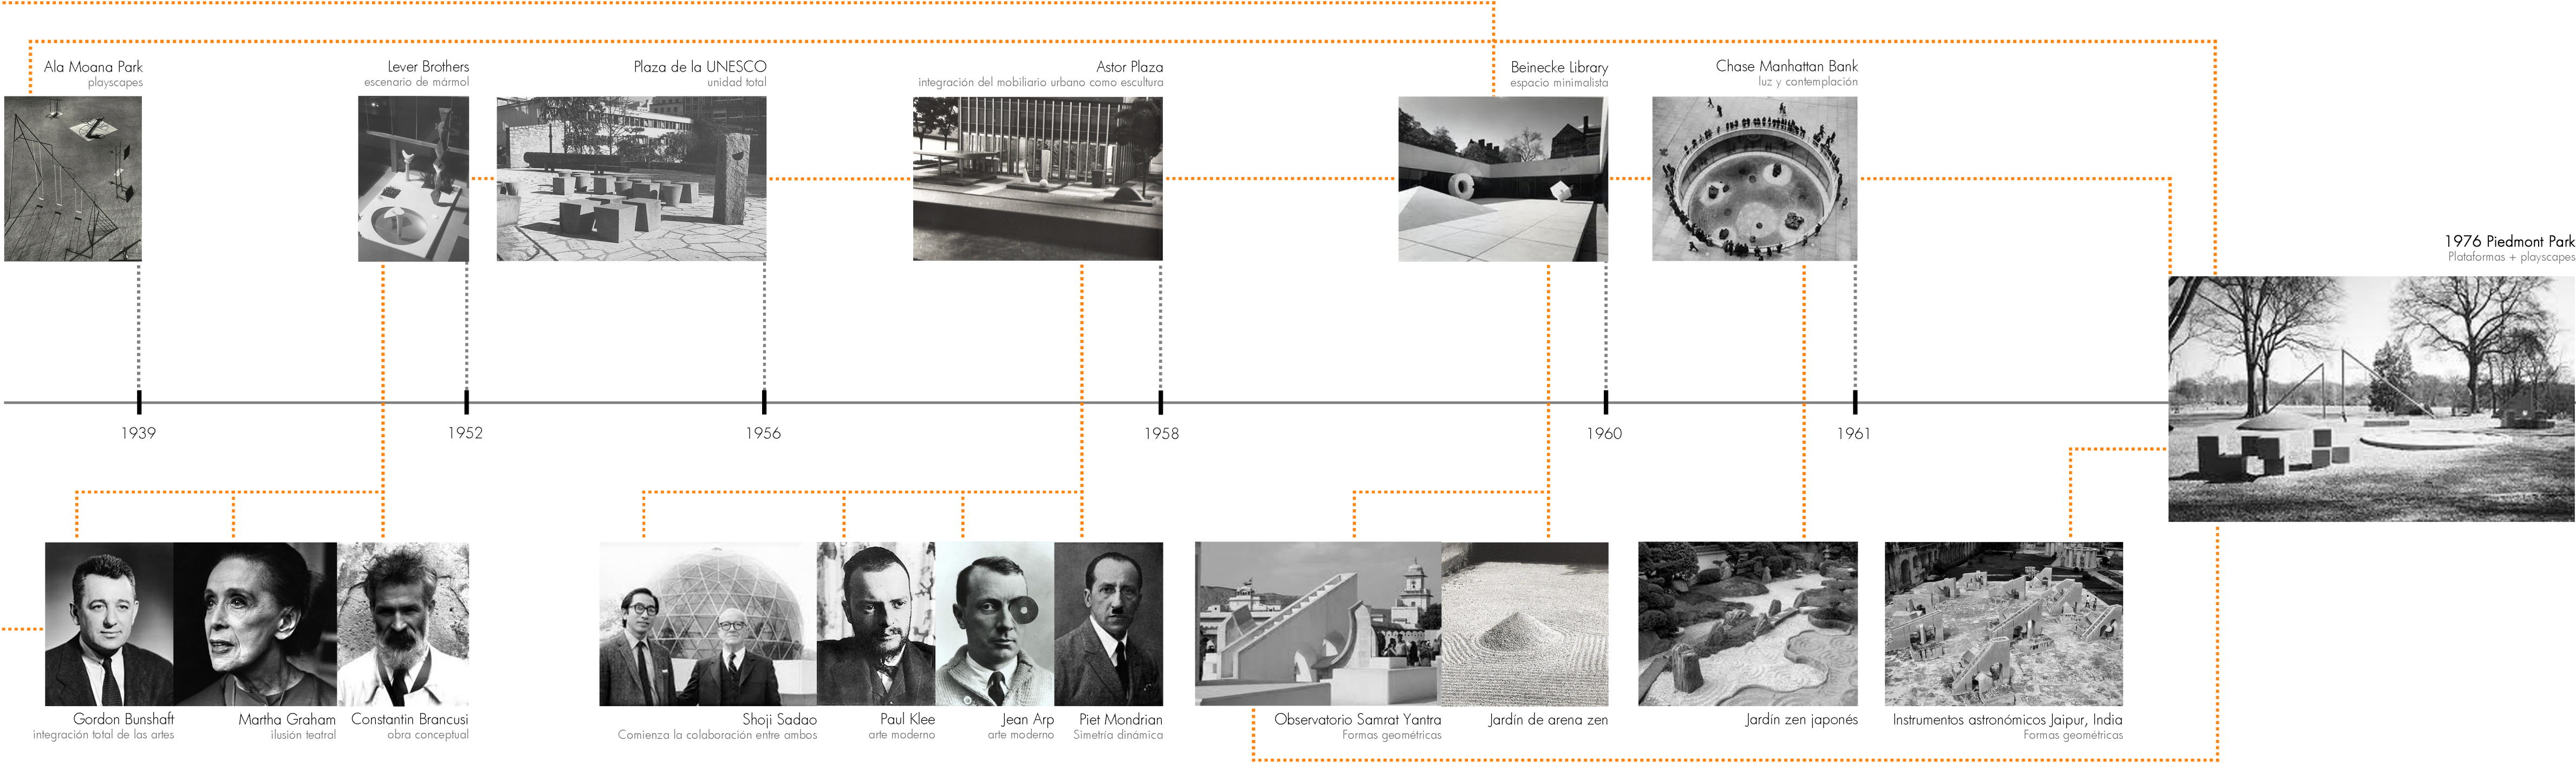 Ala Moana Park
playscapes
Lever Brothers
escenario de mármol
Plaza de la UNESCO
unidad total
Astor Plaza
integración del mobiliario urbano como escultura
Beinecke Library
espacio minimalista
Chase Manhattan Bank
luz y contemplación
1976 Piedmont Park
Plataformas + playscapes
1939
1952
1956
1958
1960
1961
Gordon Bunshaft
integración total de las artes
Martha Graham
ilusión teatral
Constantin Brancusi
obra conceptual
Shoji Sadao
Comienza la colaboración entre ambos
Paul Klee
arte moderno
Jean Arp
arte moderno
Piet Mondrian
Simetría dinámica
Observatorio Samrat Yantra
Formas geométricas
Jardín de arena zen
Jardín zen japonés
Instrumentos astronómicos Jaipur, India
Formas geométricas